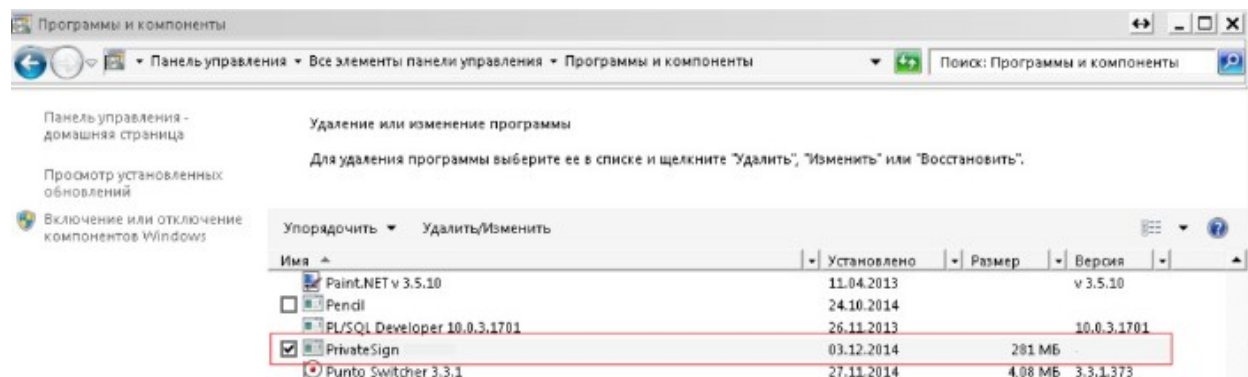 Программы и компоненты
Панель управления Все элементы панели управления Программы и компоненты Поиск: Программы и компоненты
Панель управления -
домашняя страница
Просмотр установленных
обновлений
Включение или отключение
компонентов Windows
Удаление или изменение программы
Для удаления программы выберите ее в списке и щелкните "Удалить", "Изменить" или "Восстановить".
Упорядочить Удалить/Изменить
Имя Установлено Размер Версия
Paint.NET v 3.5.10 11.04.2013 v 3.5.10
Pencil 24.10.2014
PL/SQL Developer 10.0.3.1701 26.11.2013 10.0.3.1701
PrivateSign 03.12.2014 281 МБ
Punto Switcher 3.3.1 27.11.2014 4.08 МБ 3.3.1.373